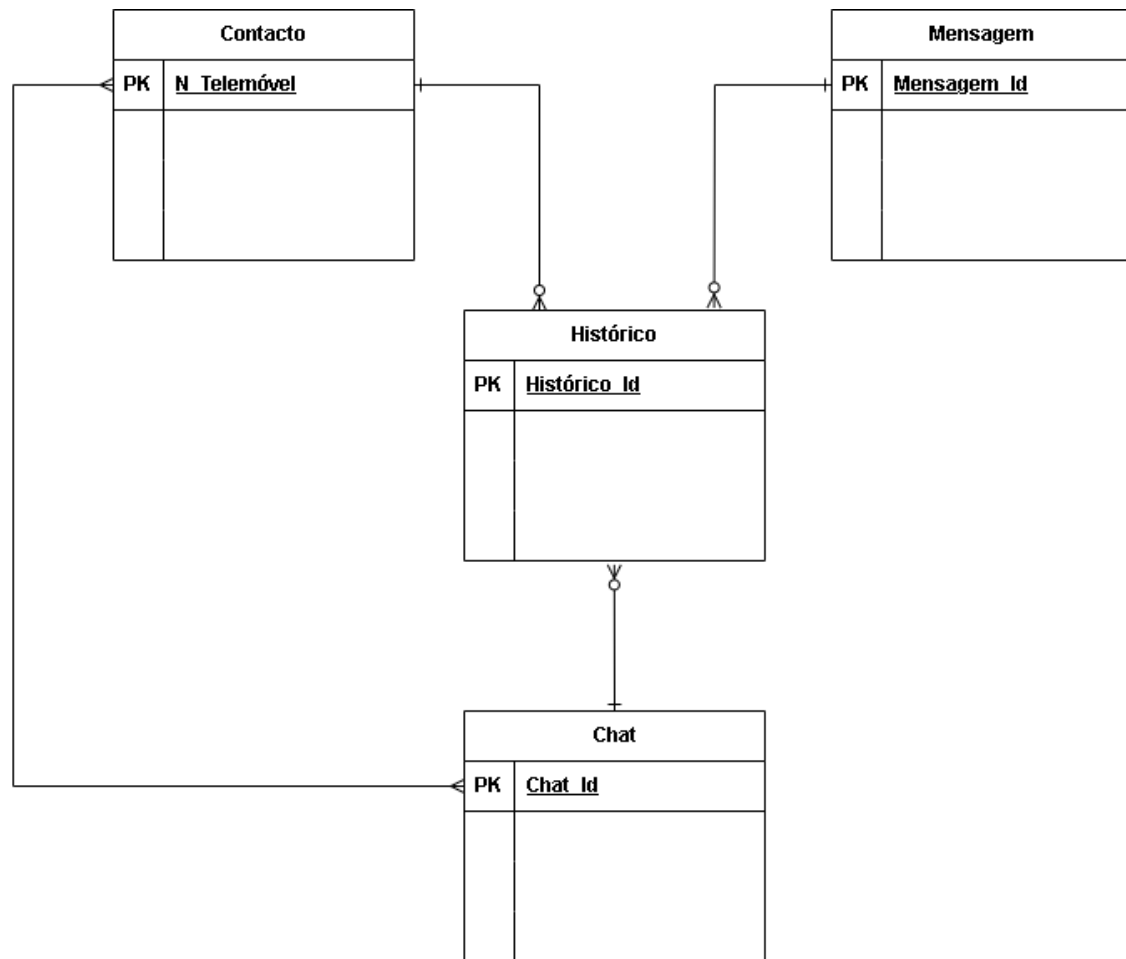 Contacto
PK N_Telemóvel
Mensagem
PK Mensagem_Id
Histórico
PK Histórico_Id
Chat
PK Chat_Id